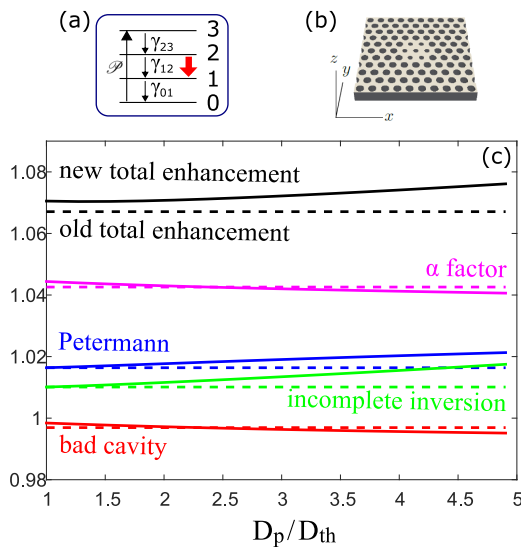 (a)
3
2
1
0
𝒫
γ23
γ12
γ01
(b)
z
y
x
(c)
1.08
1.06
1.04
1.02
1
0.98
new total enhancement
old total enhancement
α factor
Petermann
incomplete inversion
bad cavity
1 1.5 2 2.5 3 3.5 4 4.5 5
Dp/Dth